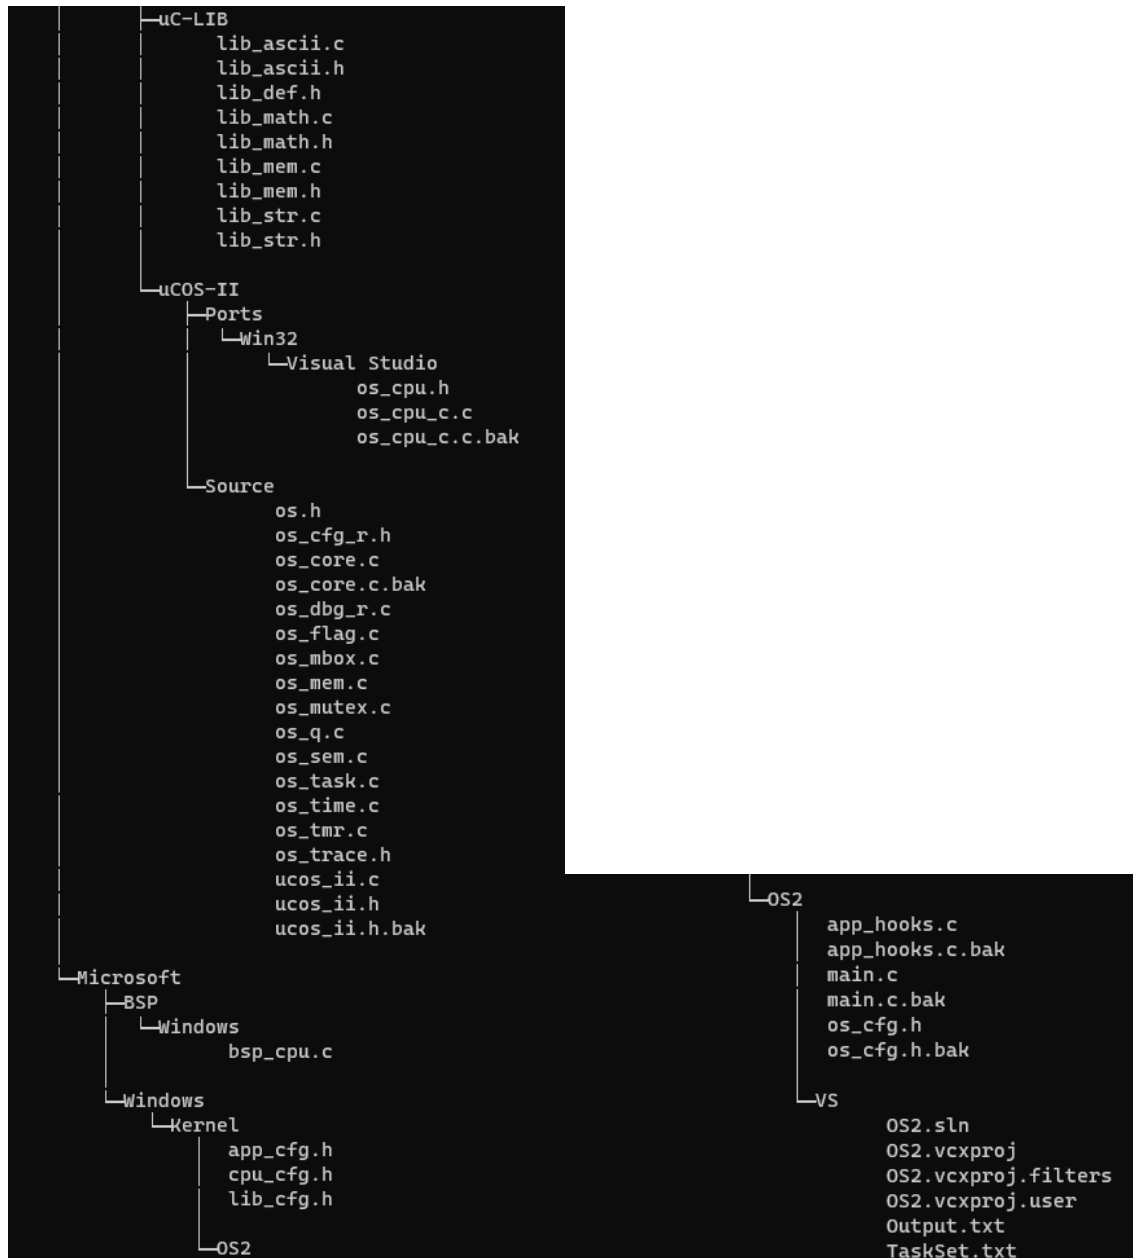 uC-LIB
lib_ascii.c
lib_ascii.h
lib_def.h
lib_math.c
lib_math.h
lib_mem.c
lib_mem.h
lib_str.c
lib_str.h
uCOS-II
Ports
Win32
Visual Studio
os_cpu.h
os_cpu_c.c
os_cpu_c.c.bak
Source
os.h
os_cfg_r.h
os_core.c
os_core.c.bak
os_dbg_r.c
os_flag.c
os_mbox.c
os_mem.c
os_mutex.c
os_q.c
os_sem.c
os_task.c
os_time.c
os_tmr.c
os_trace.h
ucos_ii.c
ucos_ii.h
ucos_ii.h.bak
Microsoft
BSP
Windows
bsp_cpu.c
Windows
Kernel
app_cfg.h
cpu_cfg.h
lib_cfg.h
OS2
OS2
app_hooks.c
app_hooks.c.bak
main.c
main.c.bak
os_cfg.h
os_cfg.h.bak
VS
OS2.sln
OS2.vcxproj
OS2.vcxproj.filters
OS2.vcxproj.user
Output.txt
TaskSet.txt